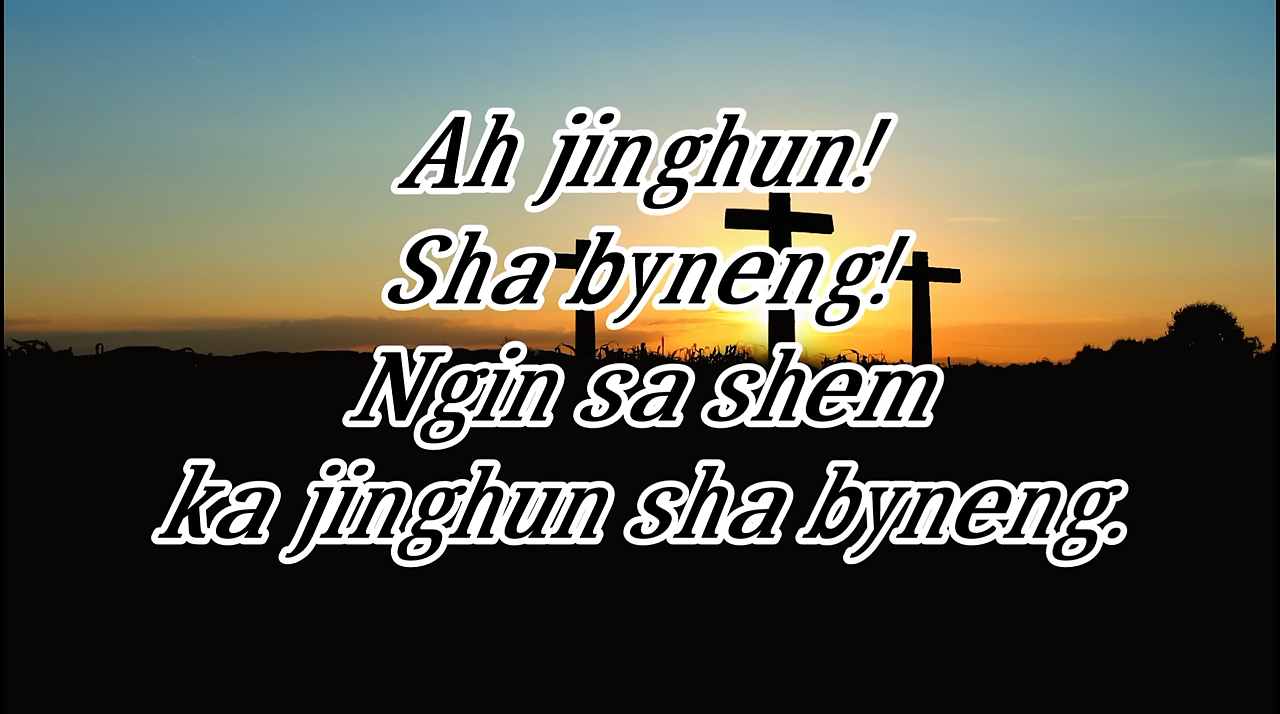 Ah jinghun!
Sha byneng!
Ngin sa shem
ka jinghun sha byneng.